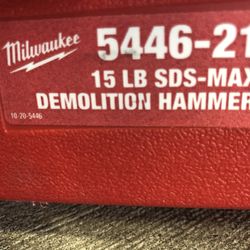 Milwaukee
5446-21
15 LB SDS-MAX
DEMOLITION HAMMER
10-20-5446